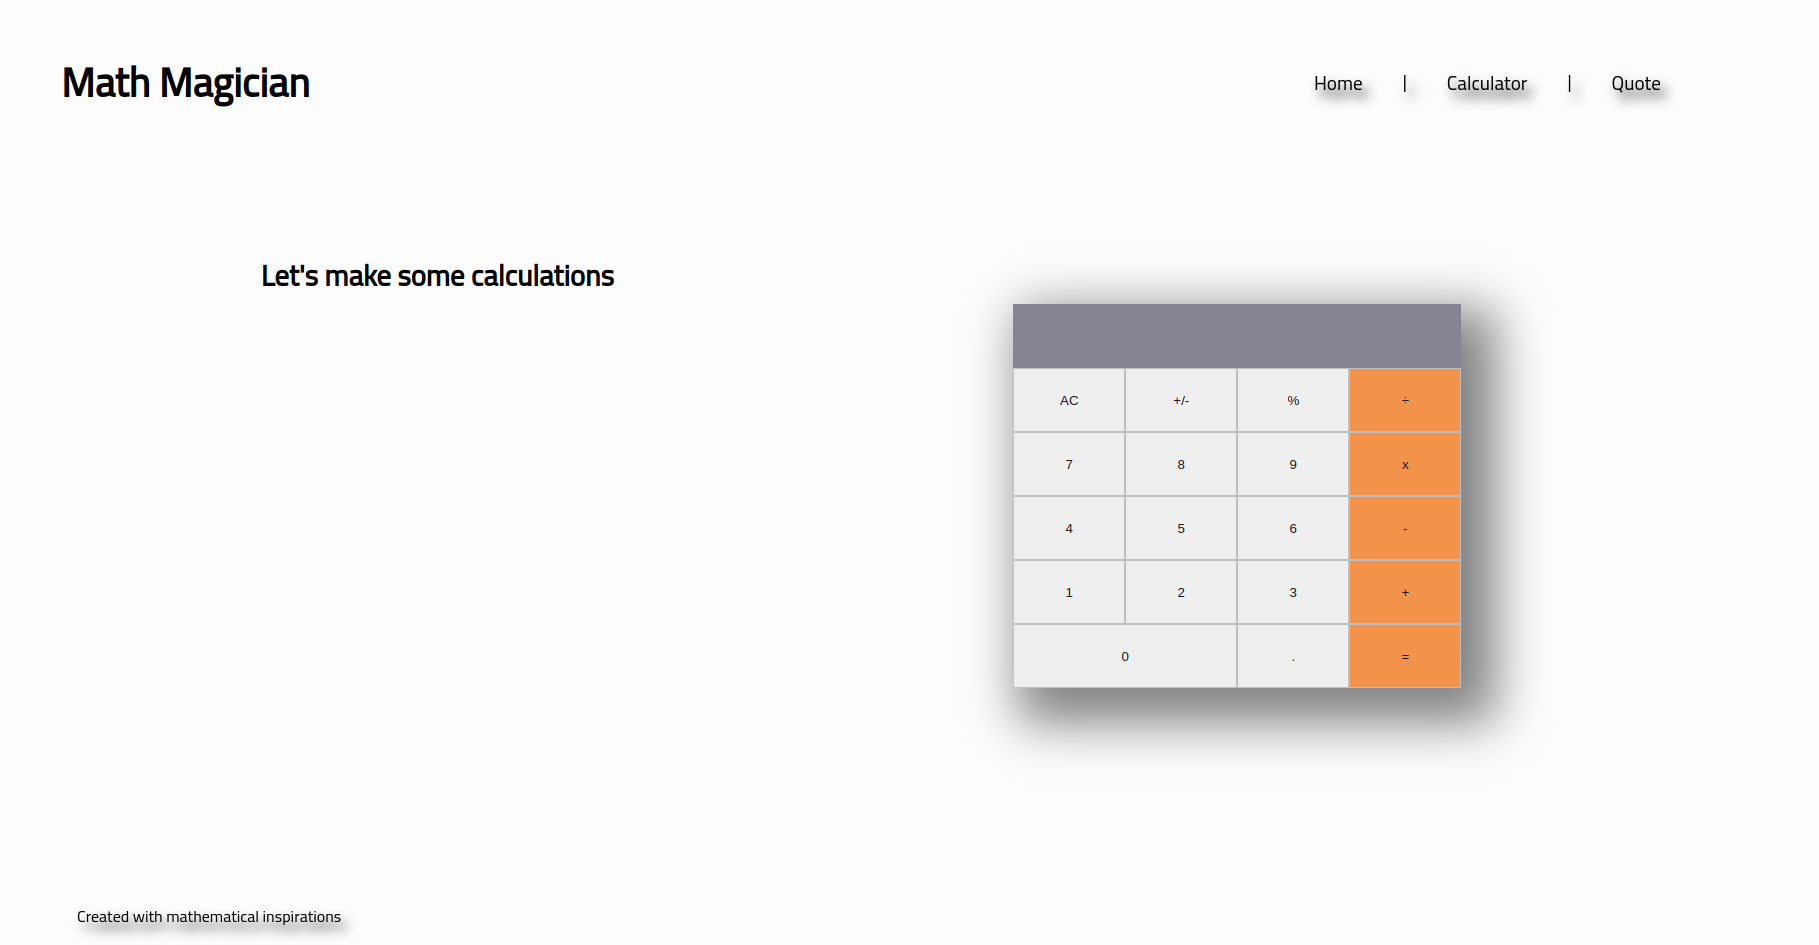 Math Magician
Home | Calculator | Quote
Let's make some calculations
AC +/- % ÷
7 8 9 x
4 5 6 -
1 2 3 +
0 . =
Created with mathematical inspirations